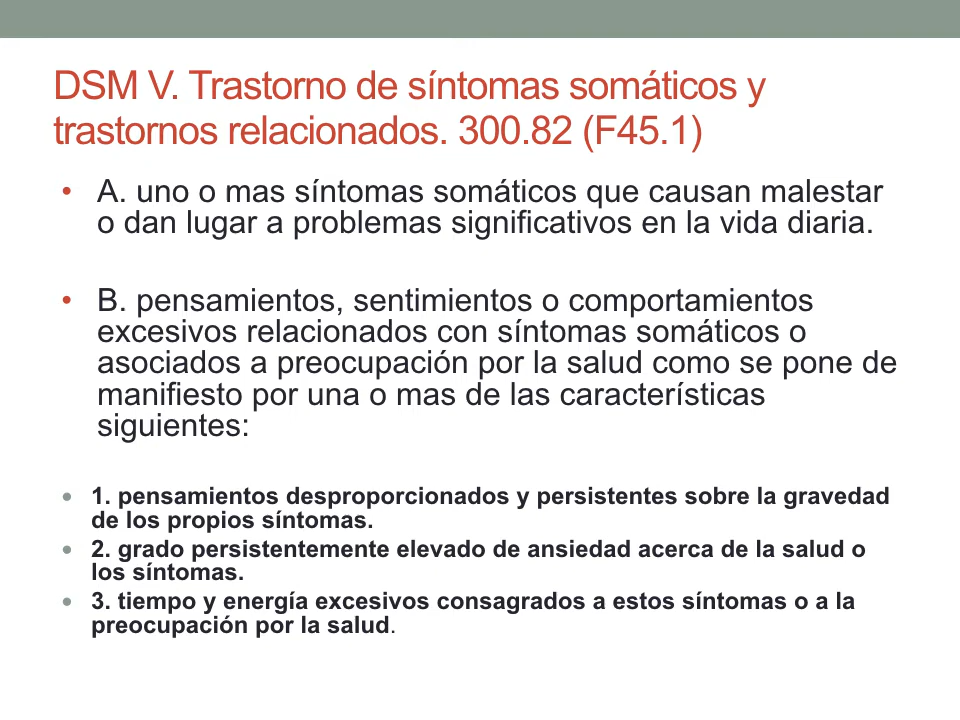 DSM V. Trastorno de síntomas somáticos y
trastornos relacionados. 300.82 (F45.1)
• A. uno o mas síntomas somáticos que causan malestar
o dan lugar a problemas significativos en la vida diaria.
• B. pensamientos, sentimientos o comportamientos
excesivos relacionados con síntomas somáticos o
asociados a preocupación por la salud como se pone de
manifiesto por una o mas de las características
siguientes:
• 1. pensamientos desproporcionados y persistentes sobre la gravedad
de los propios síntomas.
• 2. grado persistentemente elevado de ansiedad acerca de la salud o
los síntomas.
• 3. tiempo y energía excesivos consagrados a estos síntomas o a la
preocupación por la salud.